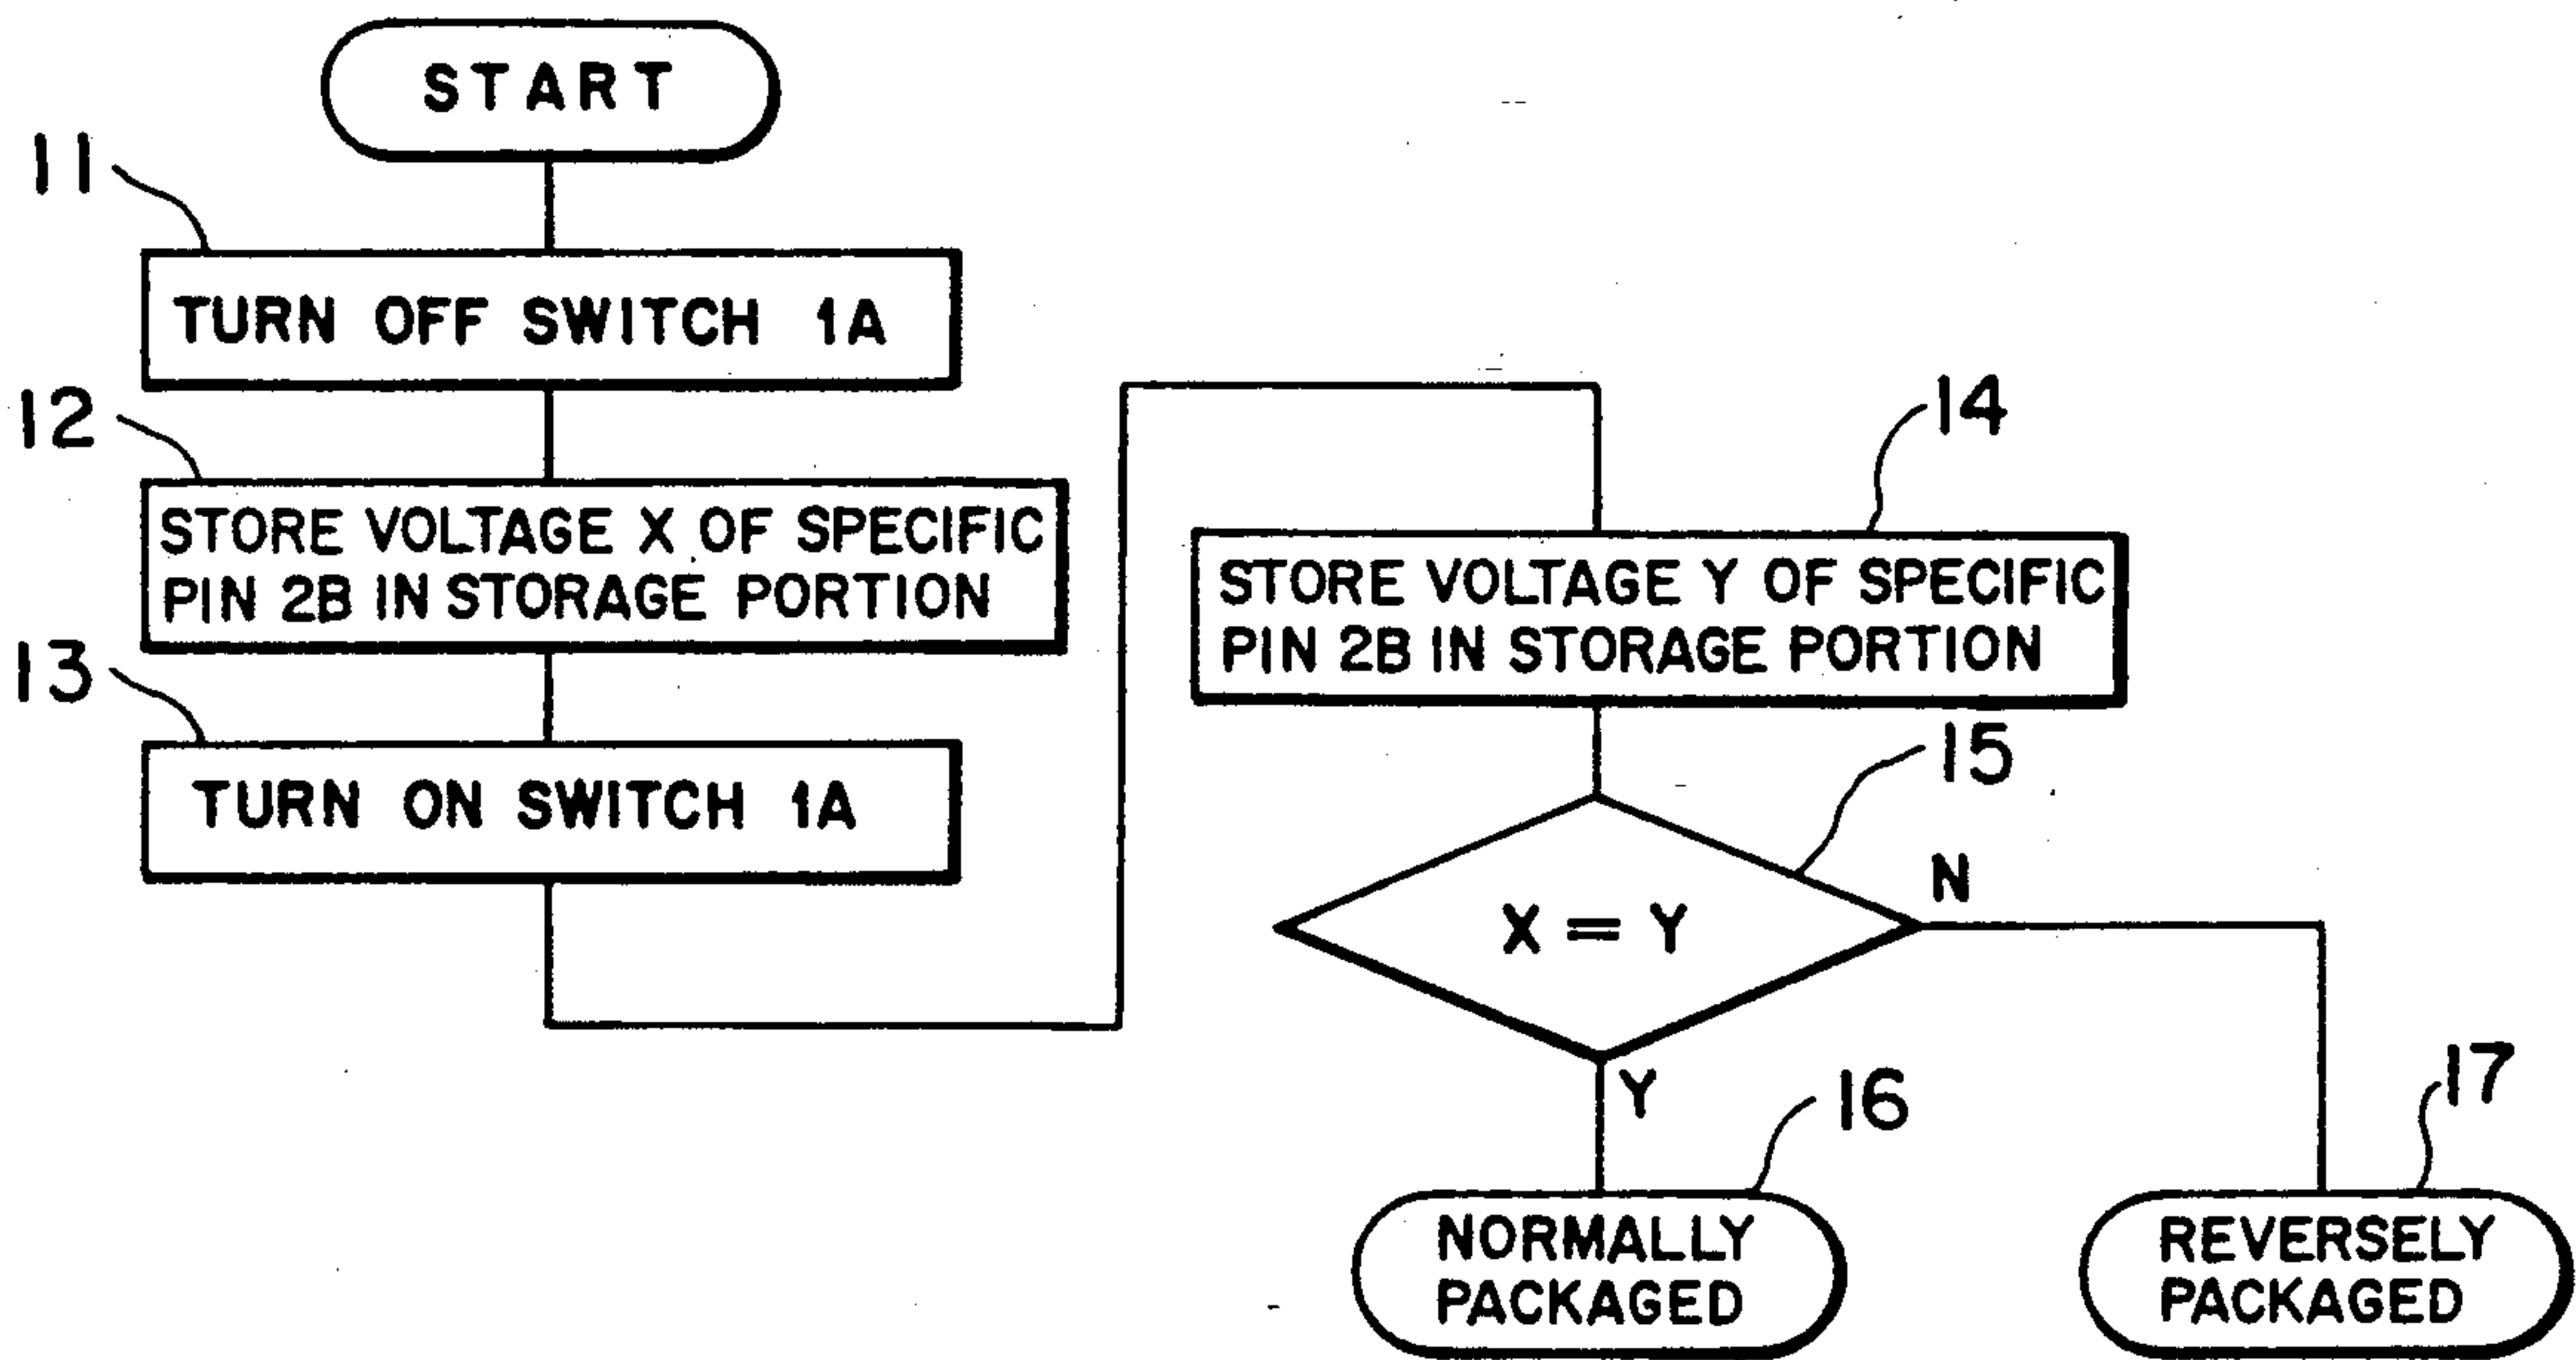 START
11
TURN OFF SWITCH 1A
12
STORE VOLTAGE X OF SPECIFIC
PIN 2B IN STORAGE PORTION
13
TURN ON SWITCH 1A
14
STORE VOLTAGE Y OF SPECIFIC
PIN 2B IN STORAGE PORTION
15
X = Y
N
Y
16
NORMALLY
PACKAGED
17
REVERSELY
PACKAGED